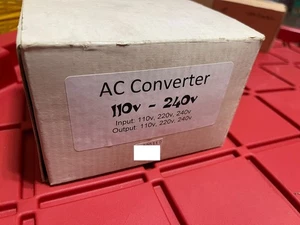 AC Converter
110v - 240v
Input: 110v, 220v, 240v
Output: 110v, 220v, 240v